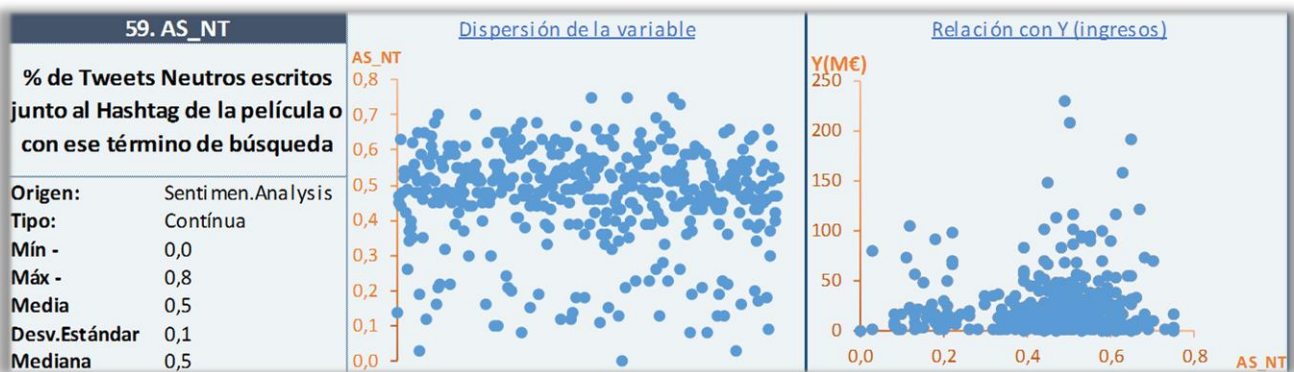 59. AS_NT
% de Tweets Neutros escritos
junto al Hashtag de la película o
con ese término de búsqueda
Origen: Sentimen.Analysis
Tipo: Contínua
Mín - 0,0
Máx - 0,8
Media 0,5
Desv.Estándar 0,1
Mediana 0,5
Dispersión de la variable
AS_NT
0,8
0,7
0,6
0,5
0,4
0,3
0,2
0,1
0,0
Relación con Y (ingresos)
Y(M€)
250
200
150
100
50
0
0,0 0,2 0,4 0,6 0,8
AS_NT